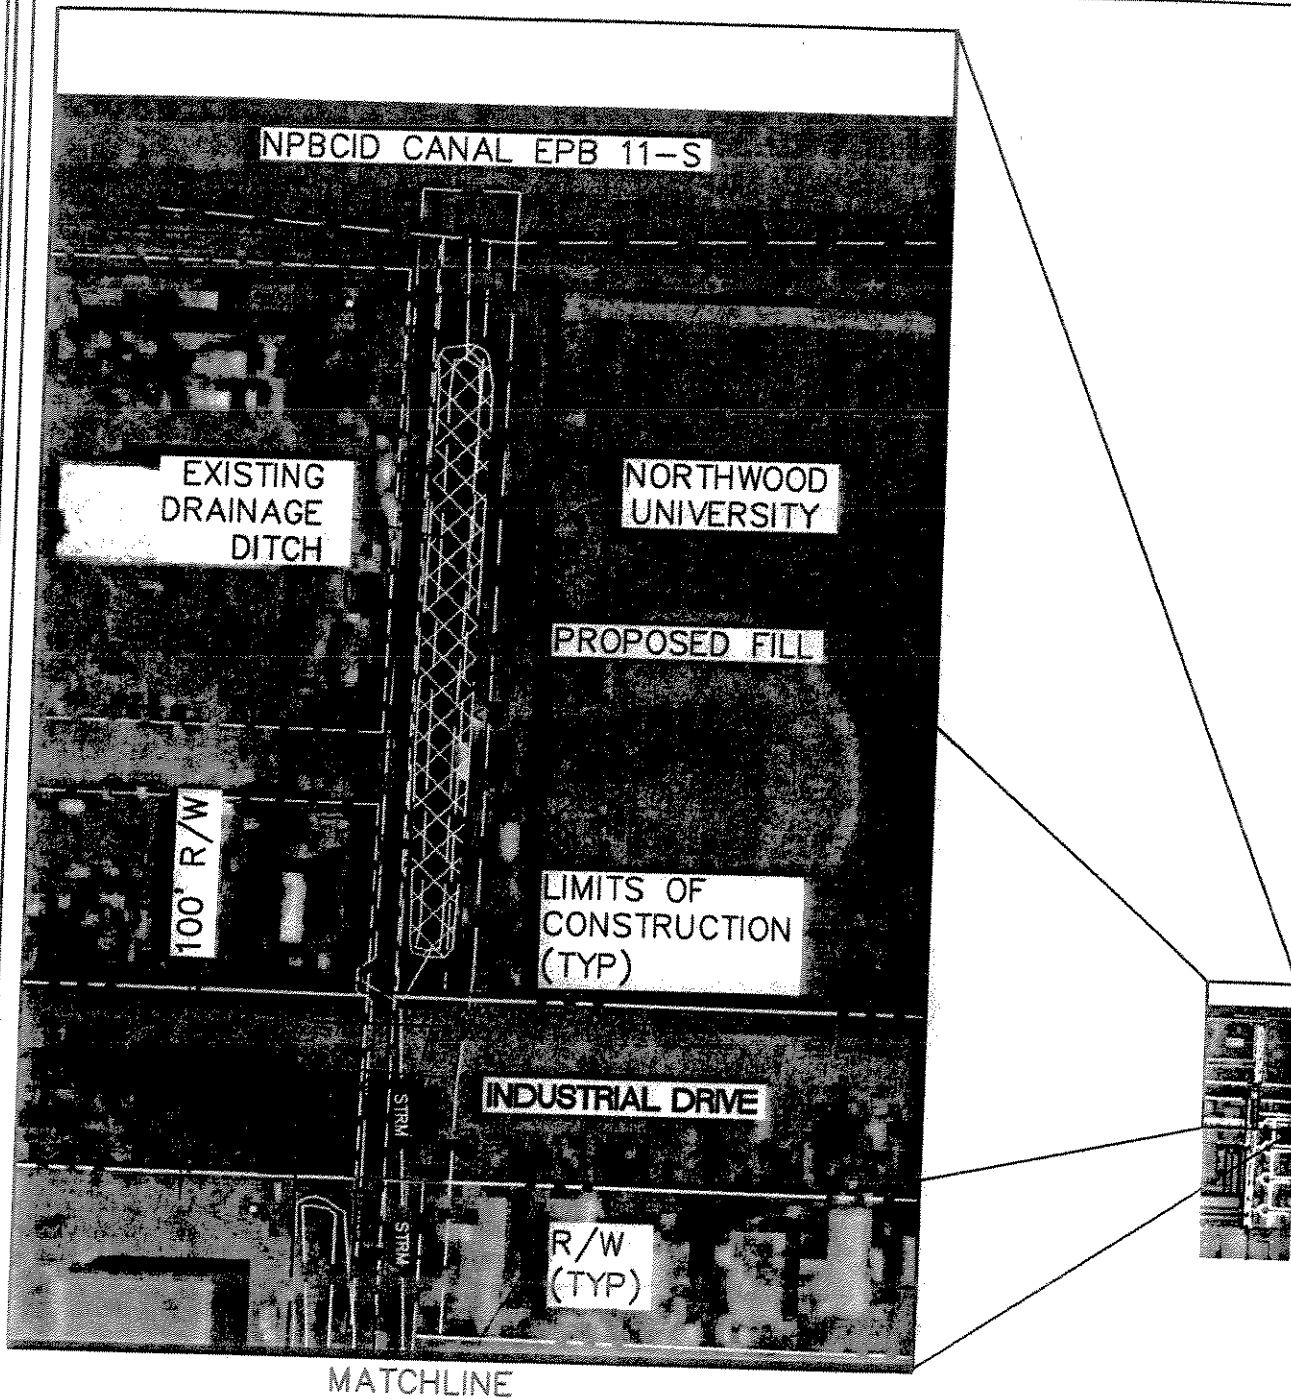 NPBCID CANAL EPB 11-S
EXISTING
DRAINAGE
DITCH
NORTHWOOD
UNIVERSITY
PROPOSED FILL
100' R/W
LIMITS OF
CONSTRUCTION
(TYP)
INDUSTRIAL DRIVE
STRM
STRM
R/W
(TYP)
MATCHLINE